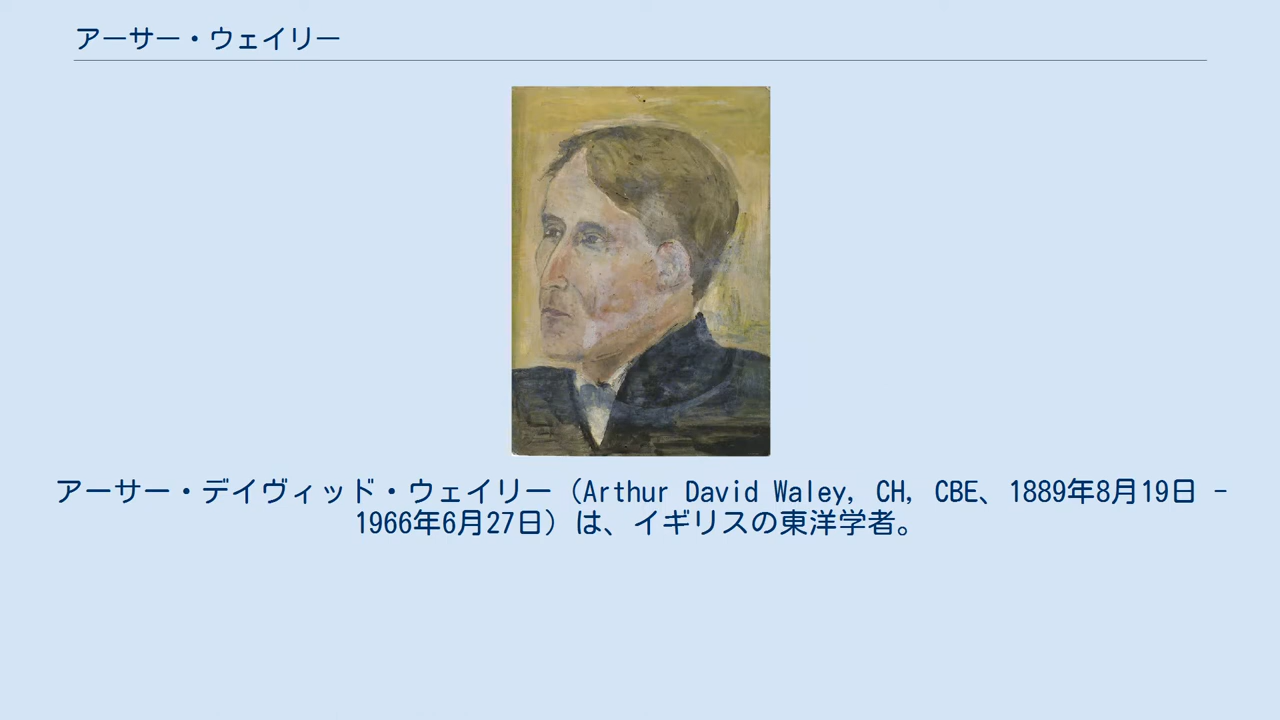 アーサー・ウェイリー
アーサー・デイヴィッド・ウェイリー（Arthur David Waley, CH, CBE、1889年8月19日 -
1966年6月27日）は、イギリスの東洋学者。